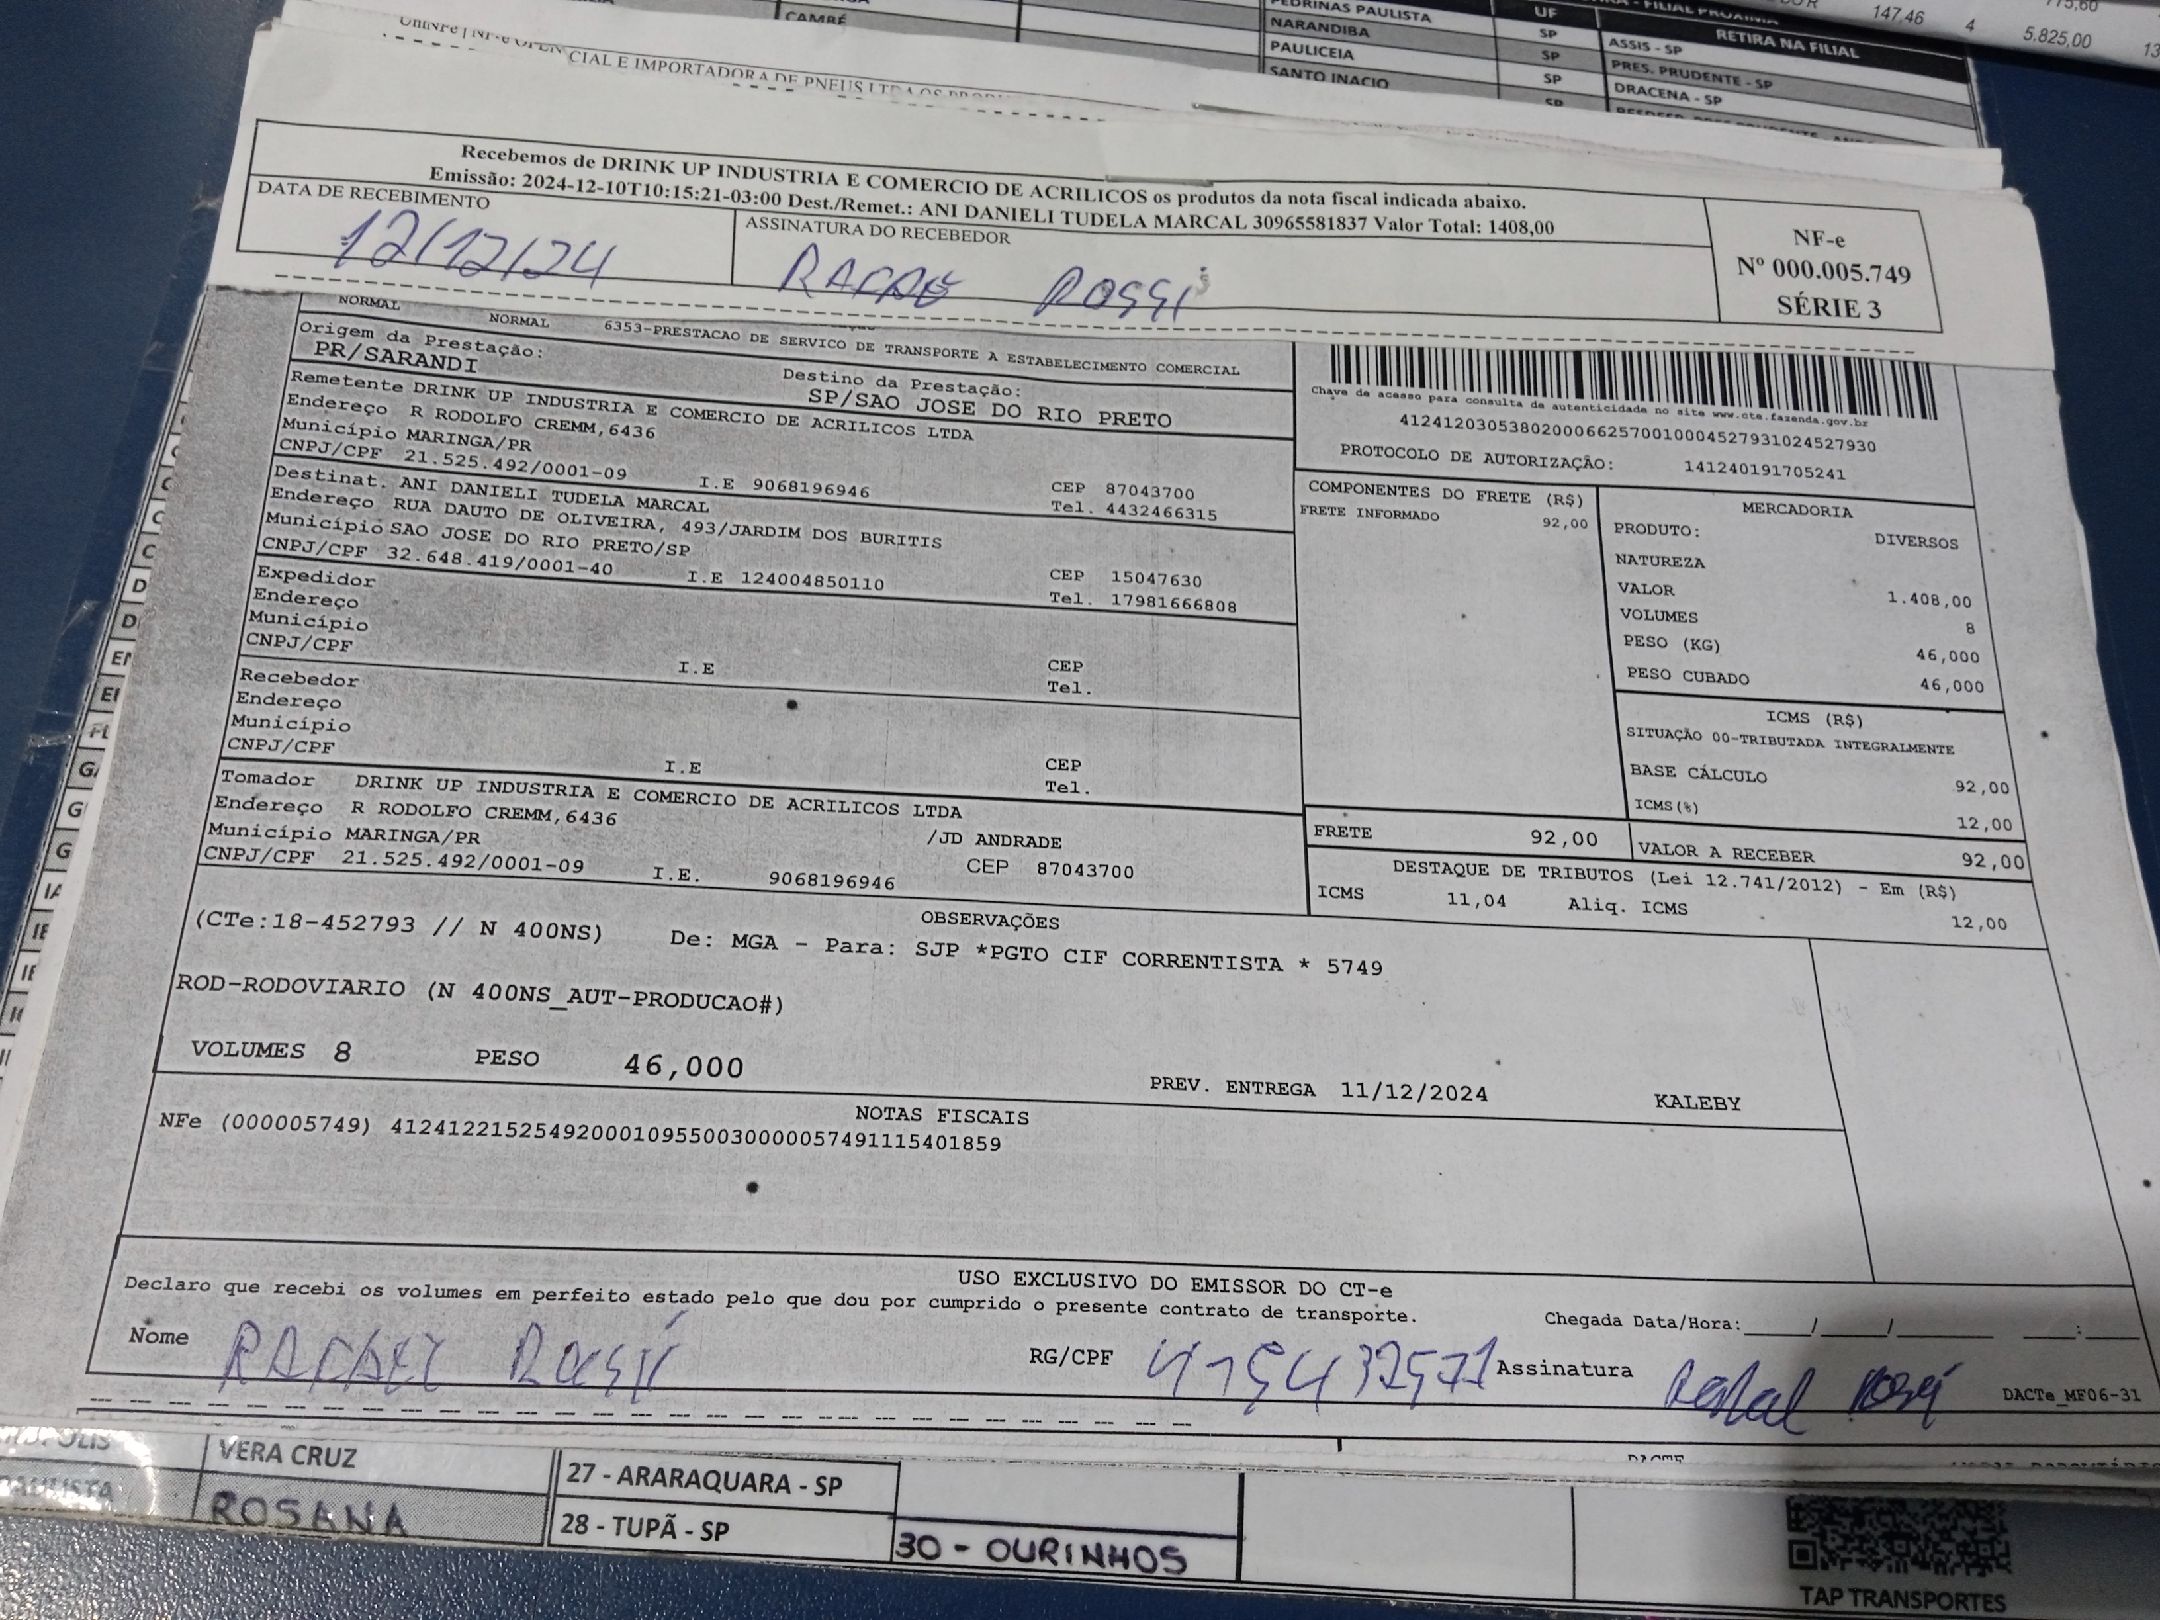 CAMBÉ
PEDRINAS PAULISTA
NARANDIBA
PAULICEIA
SANTO INACIO
UF
SP
SP
SP
SP
RETIRA NA FILIAL
ASSIS - SP
PRES. PRUDENTE - SP
DRACENA - SP
147.46 4 5.825,00
CIAL E IMPORTADORA DE PNEUS LTDA OS
Recebemos de DRINK UP INDUSTRIA E COMERCIO DE ACRILICOS os produtos da nota fiscal indicada abaixo.
Emissão: 2024-12-10T10:15:21-03:00 Dest./Remet.: ANI DANIELI TUDELA MARCAL 30965581837 Valor Total: 1408,00
DATA DE RECEBIMENTO
12/12/24
ASSINATURA DO RECEBEDOR
ROSSI
NF-e
Nº 000.005.749
SÉRIE 3
NORMAL NORMAL 6353-PRESTACAO DE SERVICO DE TRANSPORTE A ESTABELECIMENTO COMERCIAL
Origem da Prestação:
PR/SARANDI
Destino da Prestação:
SP/SAO JOSE DO RIO PRETO
Remetente DRINK UP INDUSTRIA E COMERCIO DE ACRILICOS LTDA
Endereço R RODOLFO CREMM,6436
Município MARINGA/PR CEP 87043700
CNPJ/CPF 21.525.492/0001-09 I.E 9068196946 Tel. 4432466315
Destinat. ANI DANIELI TUDELA MARCAL
Endereço RUA DAUTO DE OLIVEIRA, 493/JARDIM DOS BURITIS
Município SAO JOSE DO RIO PRETO/SP CEP 15047630
CNPJ/CPF 32.648.419/0001-40 I.E 124004850110 Tel. 17981666808
Expedidor
Endereço
Município CEP
CNPJ/CPF I.E Tel.
Recebedor
Endereço
Município CEP
CNPJ/CPF I.E Tel.
Tomador DRINK UP INDUSTRIA E COMERCIO DE ACRILICOS LTDA
Endereço R RODOLFO CREMM,6436 /JD ANDRADE
Município MARINGA/PR CEP 87043700
CNPJ/CPF 21.525.492/0001-09 I.E. 9068196946
Chave de acesso para consulta de autenticidade no site www.cte.fazenda.gov.br
41241203053802000662570010004527931024527930
PROTOCOLO DE AUTORIZAÇÃO: 141240191705241
COMPONENTES DO FRETE (R$)
FRETE INFORMADO 92,00
MERCADORIA
PRODUTO: DIVERSOS
NATUREZA
VALOR 1.408,00
VOLUMES 8
PESO (KG) 46,000
PESO CUBADO 46,000
ICMS (R$)
SITUAÇÃO 00-TRIBUTADA INTEGRALMENTE
BASE CÁLCULO 92,00
ICMS(%) 12,00
FRETE 92,00 VALOR A RECEBER 92,00
DESTAQUE DE TRIBUTOS (Lei 12.741/2012) - Em (R$)
ICMS 11,04 Aliq. ICMS 12,00
OBSERVAÇÕES
(CTe:18-452793 // N 400NS) De: MGA - Para: SJP *PGTO CIF CORRENTISTA * 5749
ROD-RODOVIARIO (N 400NS_AUT-PRODUCAO#)
VOLUMES 8 PESO 46,000 PREV. ENTREGA 11/12/2024 KALEBY
NOTAS FISCAIS
NFe (000005749) 41241221525492000109550030000057491115401859
USO EXCLUSIVO DO EMISSOR DO CT-e
Declaro que recebi os volumes em perfeito estado pelo que dou por cumprido o presente contrato de transporte.
Chegada Data/Hora:____/____/______ ___:___
Nome RAFAEL ROSSI RG/CPF Assinatura
DACTe_MF06-31
VERA CRUZ
ROSANA
27 - ARARAQUARA - SP
28 - TUPÃ - SP
30 - OURINHOS
TAP TRANSPORTES